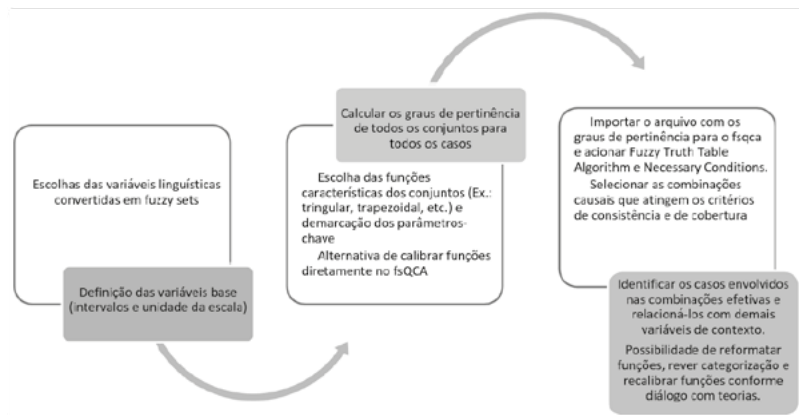 Escolhas das variáveis linguísticas
convertidas em fuzzy sets
Definição das variáveis base
(intervalos e unidade da escala)
Calcular os graus de pertinência
de todos os conjuntos para
todos os casos
Escolha das funções
características dos conjuntos (Ex.:
tringular, trapezoidal, etc.) e
demarcação dos parâmetros-
chave
Alternativa de calibrar funções
diretamente no fsQCA
Importar o arquivo com os
graus de pertinência para o fsqca
e acionar Fuzzy Truth Table
Algorithm e Necessary Conditions.
Selecionar as combinações
causais que atingem os critérios
de consistência e de cobertura
Identificar os casos envolvidos
nas combinações efetivas e
relacioná-los com demais
variáveis de contexto.
Possibilidade de reformatar
funções, rever categorização e
recalibrar funções conforme
diálogo com teorias.